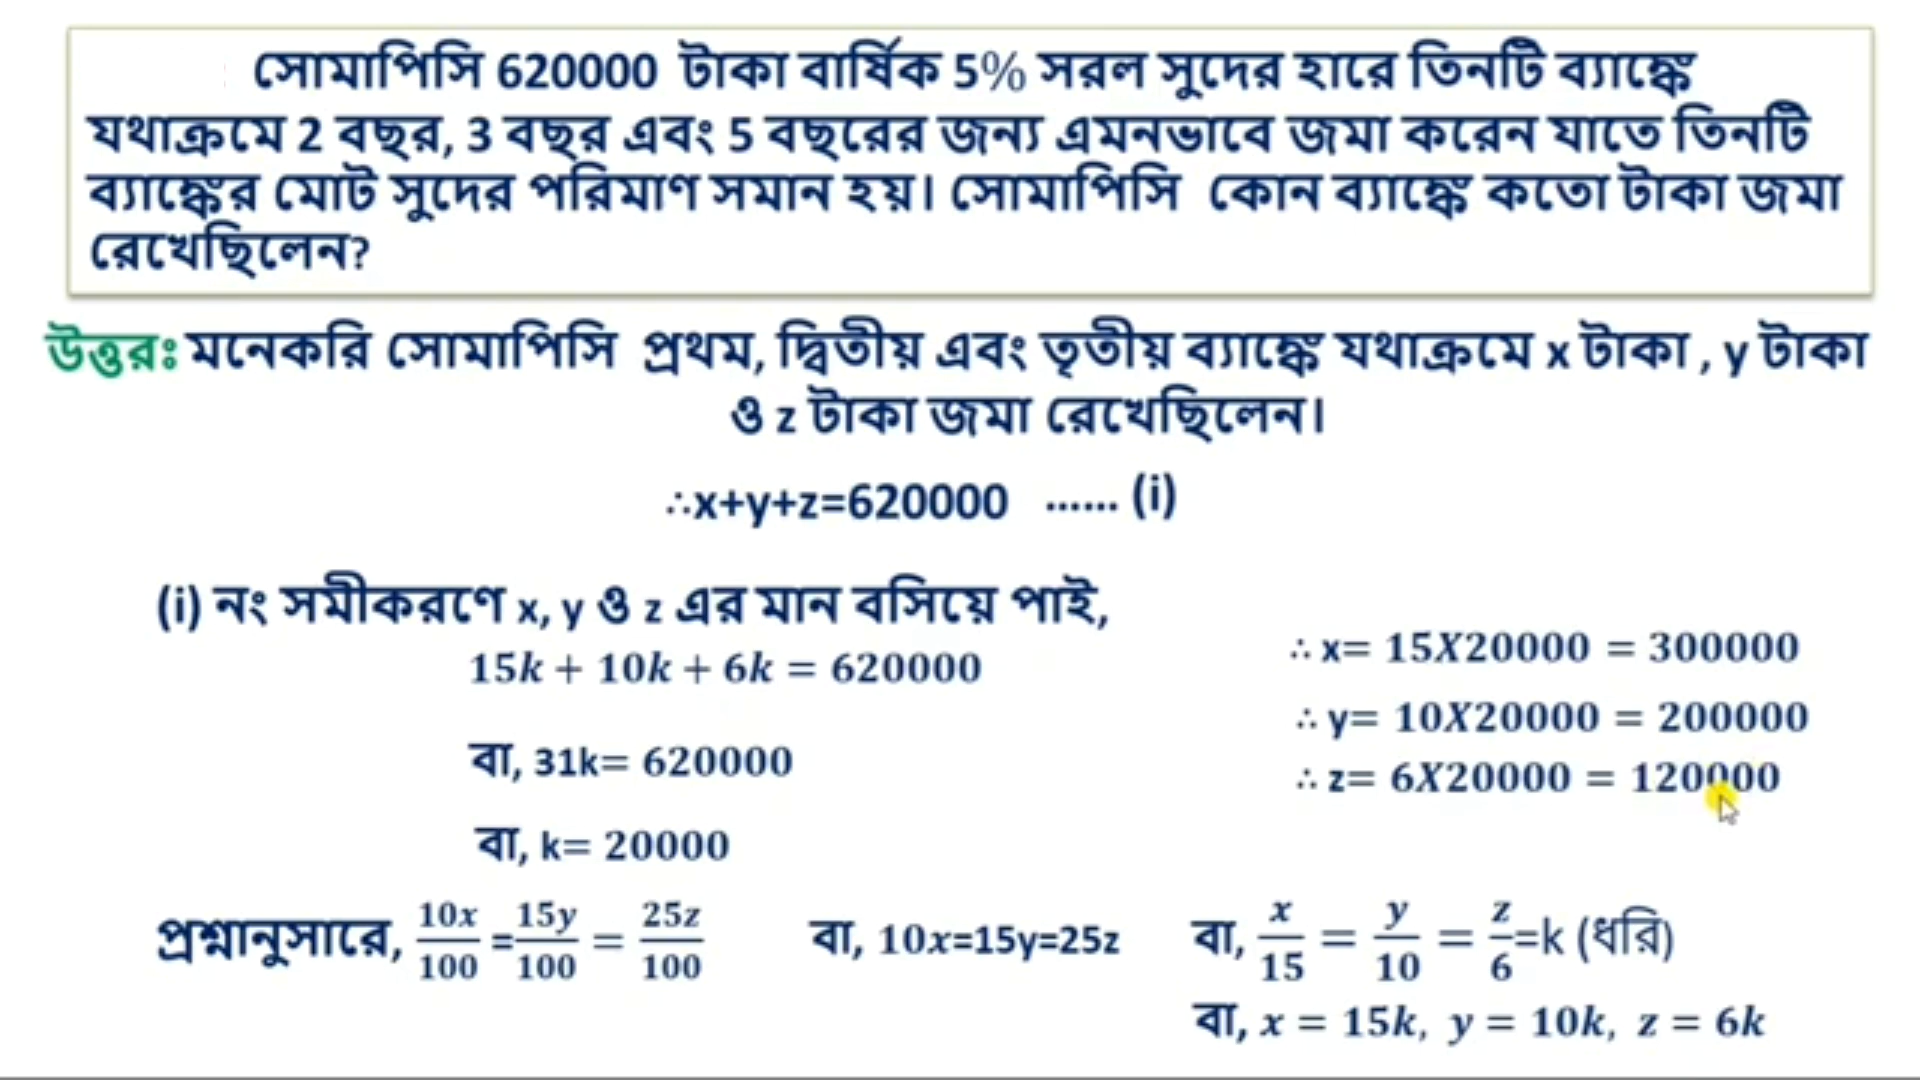 সোমাপিসি 620000 টাকা বার্ষিক 5% সরল সুদের হারে তিনটি ব্যাঙ্কে
যথাক্রমে 2 বছর, 3 বছর এবং 5 বছরের জন্য এমনভাবে জমা করেন যাতে তিনটি
ব্যাঙ্কের মোট সুদের পরিমাণ সমান হয়। সোমাপিসি কোন ব্যাঙ্কে কতো টাকা জমা
রেখেছিলেন?
উত্তরঃ মনেকরি সোমাপিসি প্রথম, দ্বিতীয় এবং তৃতীয় ব্যাঙ্কে যথাক্রমে x টাকা , y টাকা
ও z টাকা জমা রেখেছিলেন।
∴x+y+z=620000 ...... (i)
(i) নং সমীকরণে x, y ও z এর মান বসিয়ে পাই,
15k + 10k + 6k = 620000
বা, 31k= 620000
বা, k= 20000
∴ x= 15X20000 = 300000
∴ y= 10X20000 = 200000
∴ z= 6X20000 = 120000
প্রশ্নানুসারে, 10x/100 = 15y/100 = 25z/100 বা, 10x=15y=25z বা, x/15 = y/10 = z/6 =k (ধরি)
বা, x = 15k, y = 10k, z = 6k